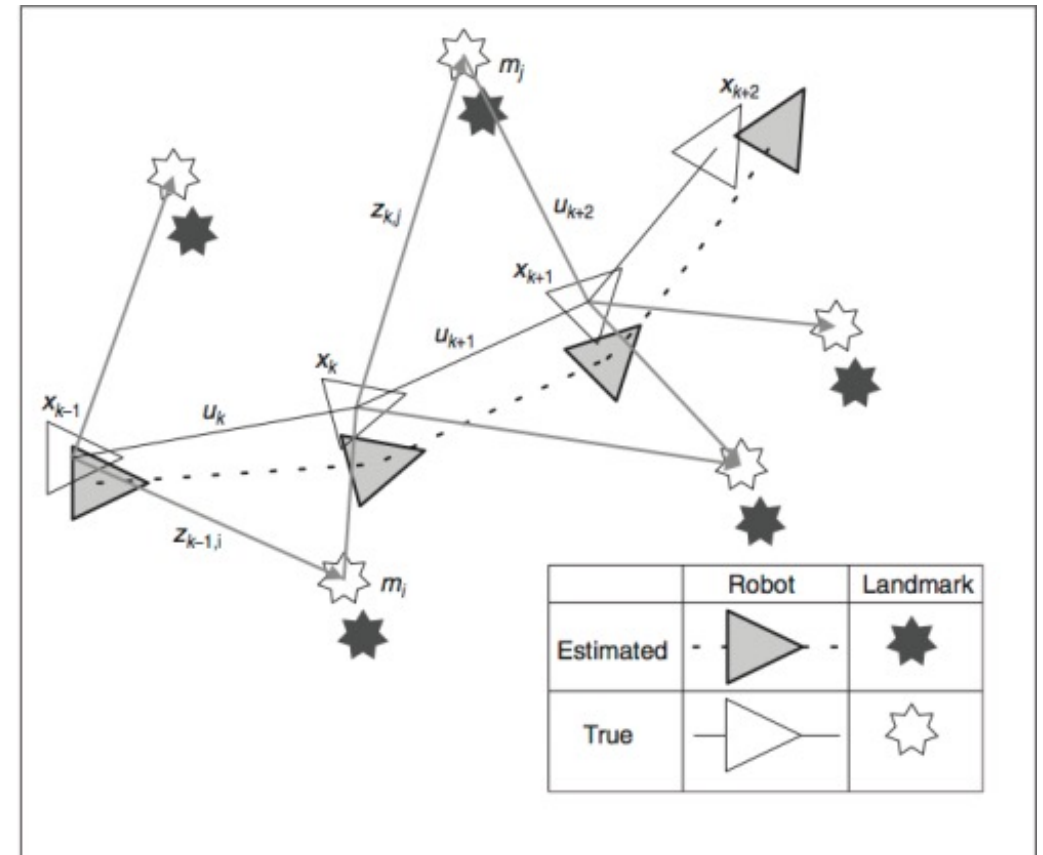 m_j
x_{k+2}
z_{k,j}
u_{k+2}
x_{k+1}
u_{k+1}
x_k
x_{k–1}
u_k
z_{k–1,i}
m_i
Robot Landmark
Estimated
True